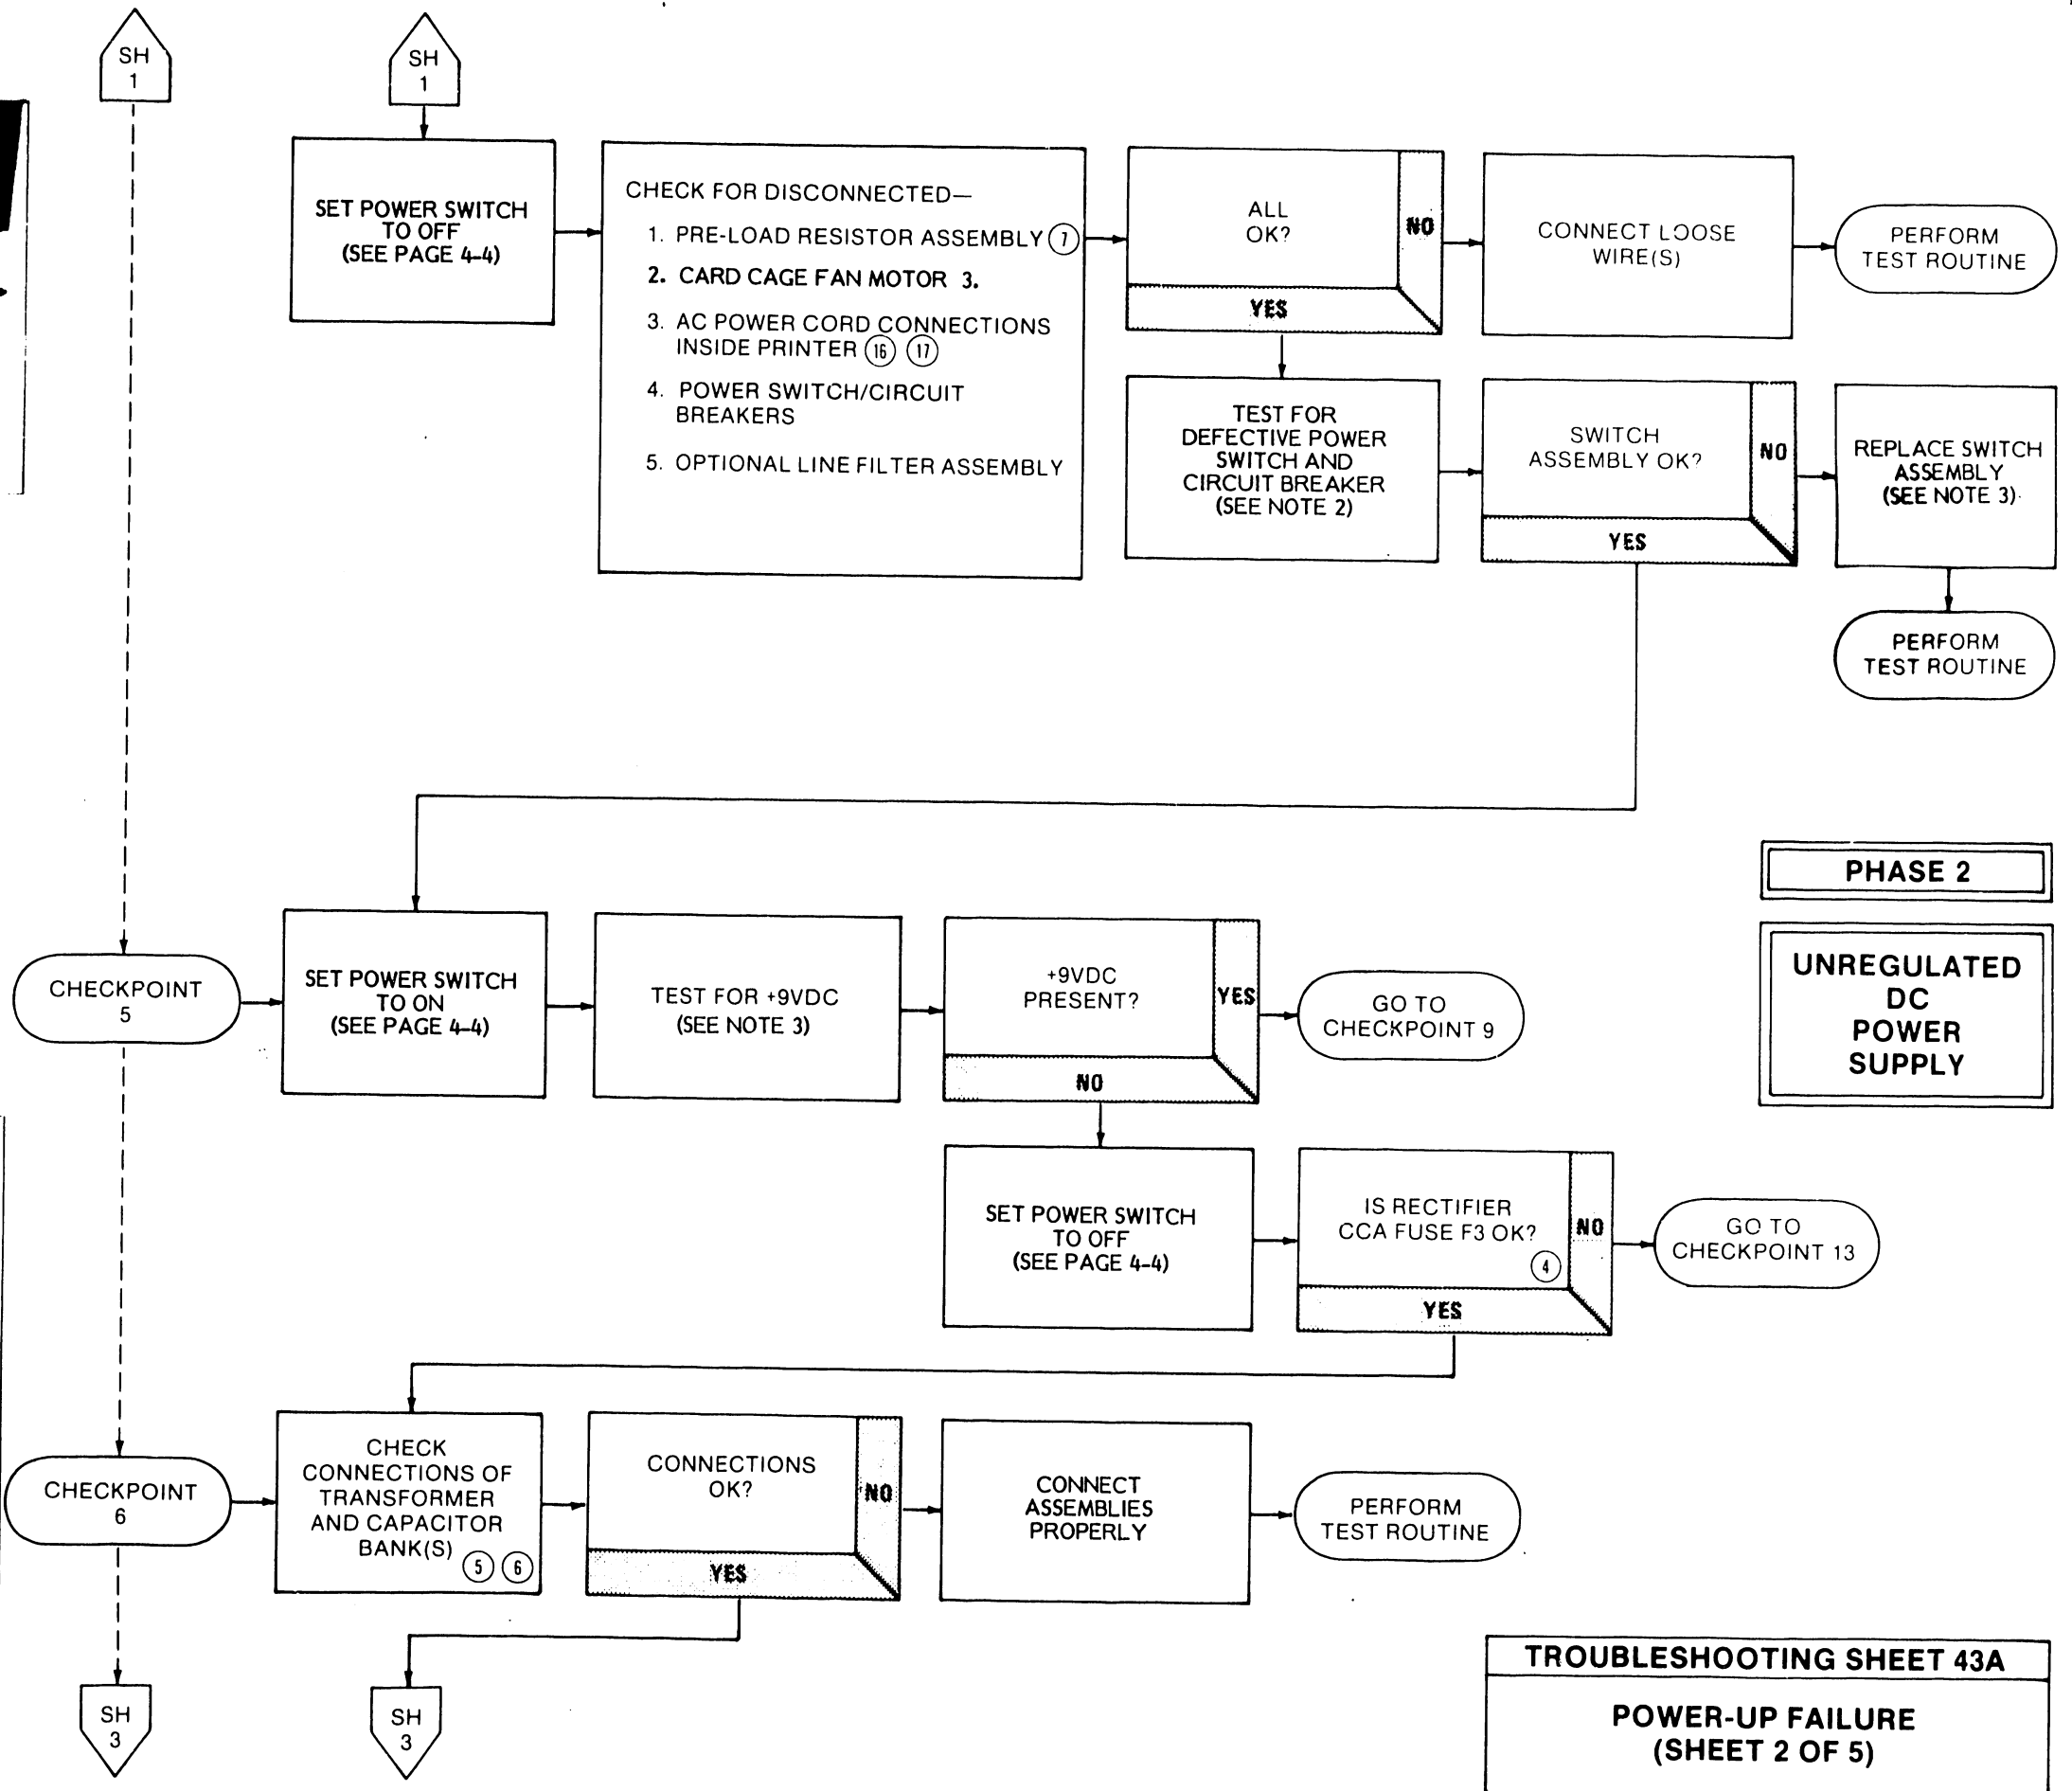 SH
1
SH
1
SET POWER SWITCH
TO OFF
(SEE PAGE 4-4)
CHECK FOR DISCONNECTED—
1. PRE-LOAD RESISTOR ASSEMBLY 7
2. CARD CAGE FAN MOTOR 3.
3. AC POWER CORD CONNECTIONS
INSIDE PRINTER 16 17
4. POWER SWITCH/CIRCUIT
BREAKERS
5. OPTIONAL LINE FILTER ASSEMBLY
ALL
OK?
NO
YES
CONNECT LOOSE
WIRE(S)
PERFORM
TEST ROUTINE
TEST FOR
DEFECTIVE POWER
SWITCH AND
CIRCUIT BREAKER
(SEE NOTE 2)
SWITCH
ASSEMBLY OK?
NO
YES
REPLACE SWITCH
ASSEMBLY
(SEE NOTE 3)
PERFORM
TEST ROUTINE
PHASE 2
UNREGULATED
DC
POWER
SUPPLY
CHECKPOINT
5
SET POWER SWITCH
TO ON
(SEE PAGE 4-4)
TEST FOR +9VDC
(SEE NOTE 3)
+9VDC
PRESENT?
YES
NO
GO TO
CHECKPOINT 9
SET POWER SWITCH
TO OFF
(SEE PAGE 4-4)
IS RECTIFIER
CCA FUSE F3 OK?
4
NO
YES
GO TO
CHECKPOINT 13
CHECKPOINT
6
CHECK
CONNECTIONS OF
TRANSFORMER
AND CAPACITOR
BANK(S)
5 6
CONNECTIONS
OK?
NO
YES
CONNECT
ASSEMBLIES
PROPERLY
PERFORM
TEST ROUTINE
SH
3
SH
3
TROUBLESHOOTING SHEET 43A
POWER-UP FAILURE
(SHEET 2 OF 5)